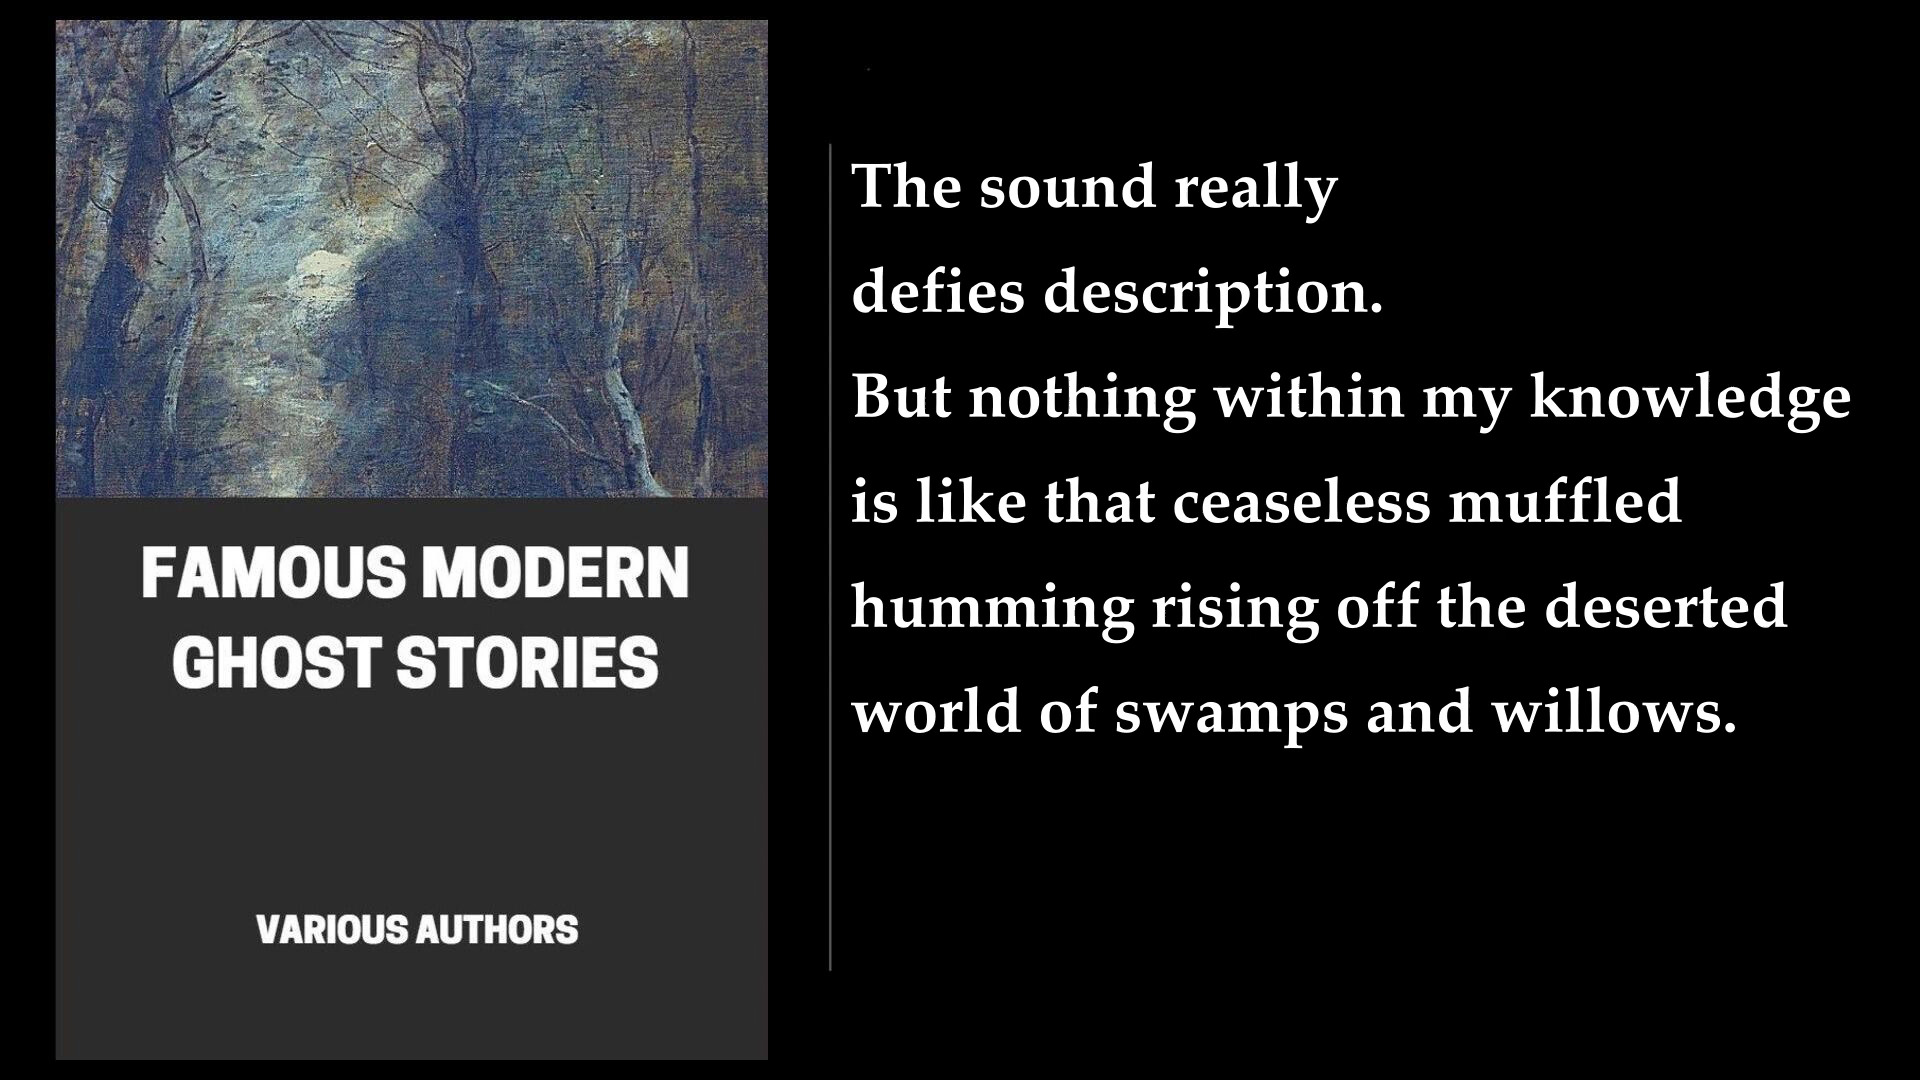 FAMOUS MODERN
GHOST STORIES
VARIOUS AUTHORS
The sound really
defies description.
But nothing within my knowledge
is like that ceaseless muffled
humming rising off the deserted
world of swamps and willows.